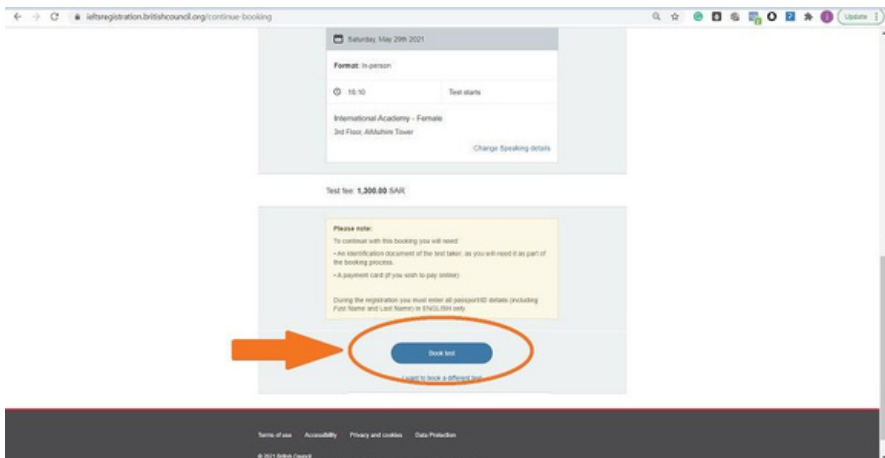 ieltsregistration.britishcouncil.org/continue-booking
Update
Saturday, May 29th 2021
Format: In-person
16:10 Test starts
International Academy - Female
3rd Floor, AlMulhim Tower
Change Speaking details
Test fee: 1,300.00 SAR
Please note:
To continue with this booking you will need:
• An identification document of the test taker, as you will need it as part of
the booking process.
• A payment card (if you wish to pay online)
During the registration you must enter all passport/ID details (including
First Name and Last Name) in ENGLISH only.
Book test
I want to book a different test
Terms of use Accessibility Privacy and cookies Data Protection
© 2021 British Council